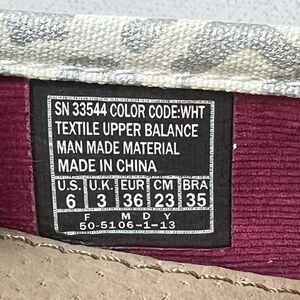 SN 33544 COLOR CODE:WHT
TEXTILE UPPER BALANCE
MAN MADE MATERIAL
MADE IN CHINA
U.S. U.K. EUR CM BRA
6 3 36 23 35
F M D Y
50-5106-1-13